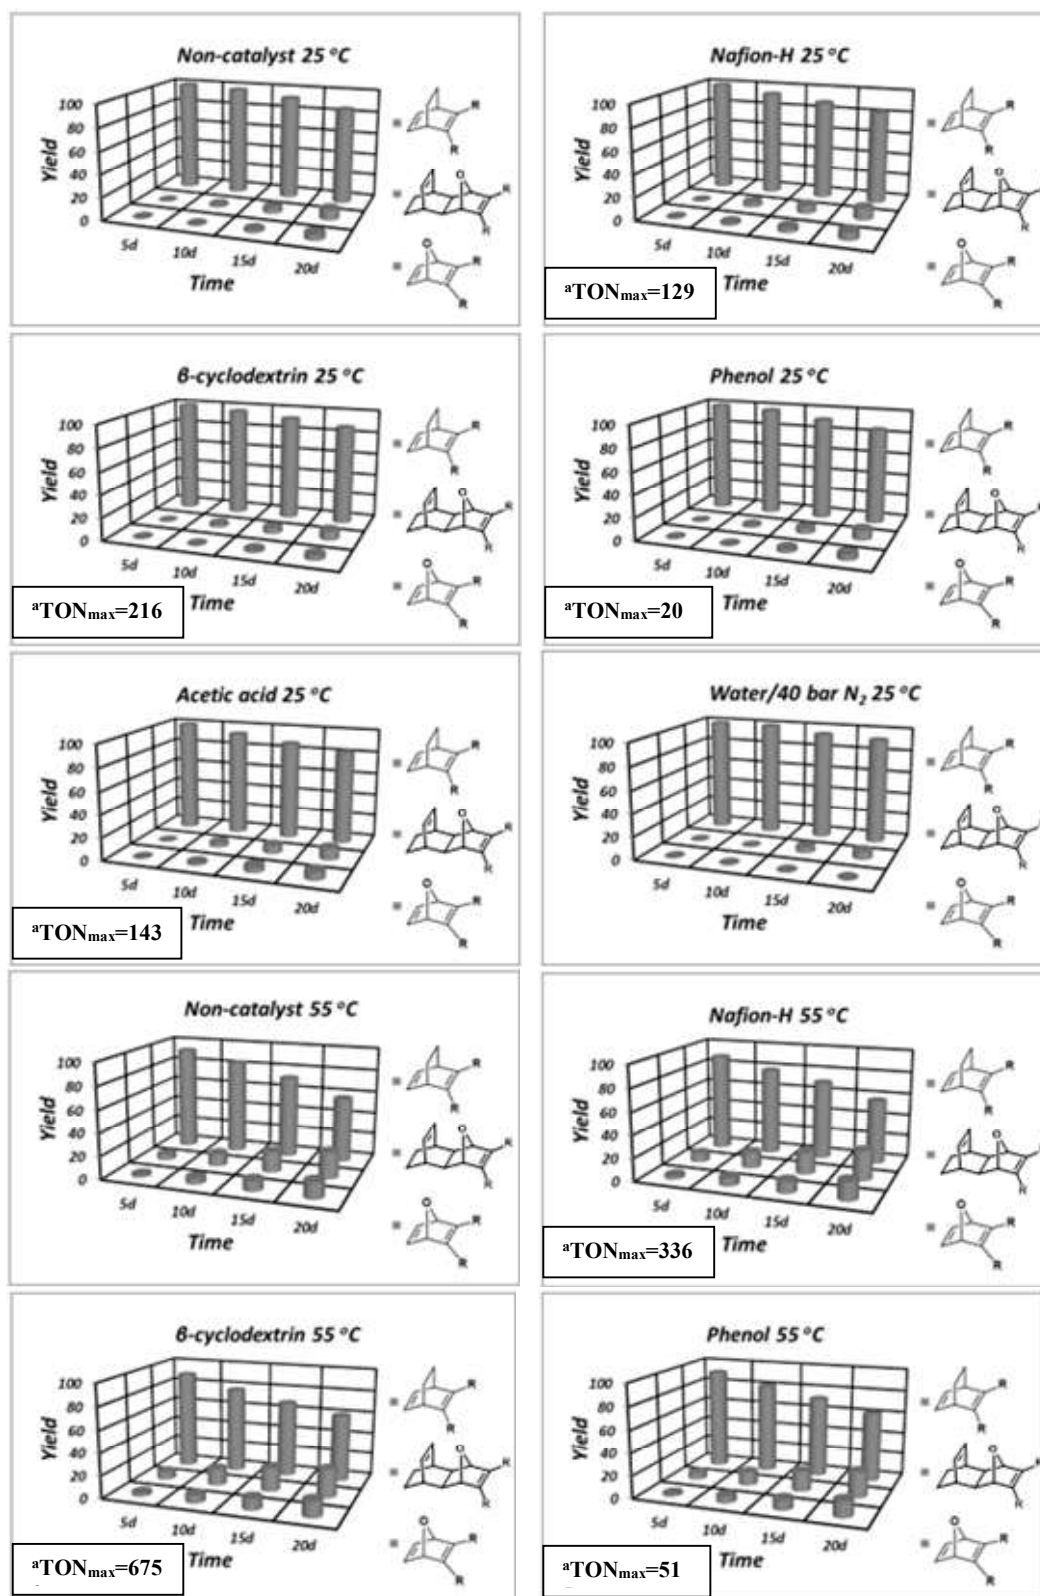 Non-catalyst 25 °C
Yield
100
80
60
40
20
0
5d
10d
15d
20d
Time
=
R
R
=
O
R
R
=
O
R
R
Nafion-H 25 °C
Yield
100
80
60
40
20
0
5d
10d
15d
20d
Time
=
R
R
=
O
R
=
O
R
R
ᵃTONmax=129
β-cyclodextrin 25 °C
Yield
100
80
60
40
20
0
5d
10d
15d
20d
Time
=
R
R
=
O
R
R
=
O
R
R
ᵃTONmax=216
Phenol 25 °C
Yield
100
80
60
40
20
0
5d
10d
15d
20d
Time
=
R
R
=
O
R
=
O
R
R
ᵃTONmax=20
Acetic acid 25 °C
Yield
100
80
60
40
20
0
5d
10d
15d
20d
Time
=
R
R
=
O
R
R
=
O
R
R
ᵃTONmax=143
Water/40 bar N₂ 25 °C
Yield
100
80
60
40
20
0
5d
10d
15d
20d
Time
=
R
R
=
O
R
=
O
R
R
Non-catalyst 55 °C
Yield
100
80
60
40
20
0
5d
10d
15d
20d
Time
=
R
R
=
O
R
R
=
O
R
R
Nafion-H 55 °C
Yield
100
80
60
40
20
0
5d
10d
15d
20d
Time
=
R
R
=
O
R
=
O
R
R
ᵃTONmax=336
β-cyclodextrin 55 °C
Yield
100
80
60
40
20
0
5d
10d
15d
20d
Time
=
R
R
=
O
R
R
=
O
R
R
ᵃTONmax=675
Phenol 55 °C
Yield
100
80
60
40
20
0
5d
10d
15d
20d
Time
=
R
R
=
O
R
=
O
R
R
ᵃTONmax=51